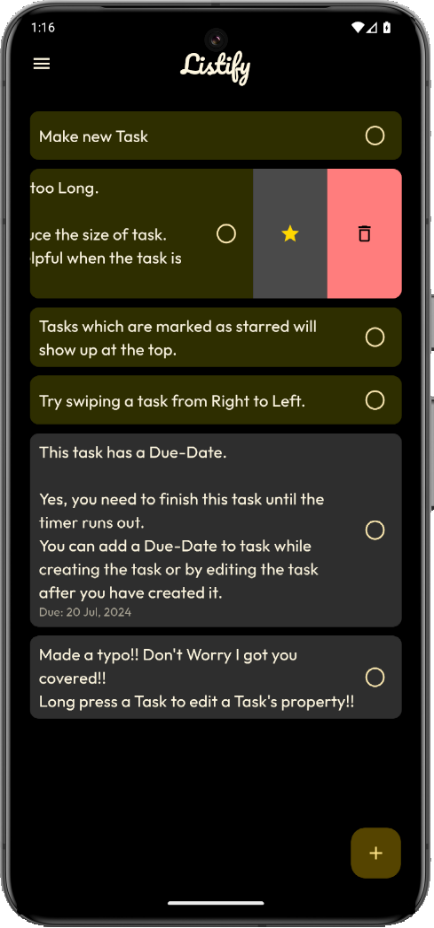 1:16
Listify
Make new Task
too Long.
uce the size of task.
lpful when the task is
Tasks which are marked as starred will
show up at the top.
Try swiping a task from Right to Left.
This task has a Due-Date.
Yes, you need to finish this task until the
timer runs out.
You can add a Due-Date to task while
creating the task or by editing the task
after you have created it.
Due: 20 Jul, 2024
Made a typo!! Don't Worry I got you
covered!!
Long press a Task to edit a Task's property!!